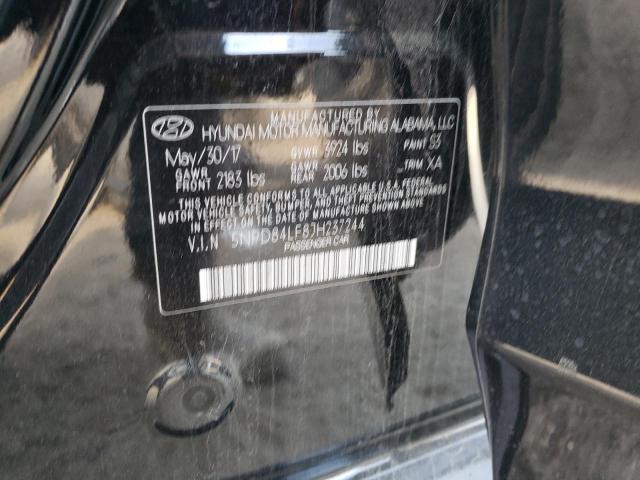 MANUFACTURED BY
HYUNDAI MOTOR MANUFACTURING ALABAMA, LLC
May/30/17 GVWR 3924 lbs PAINT S3
GAWR FRONT 2183 lbs GAWR REAR 2006 lbs TRIM XA
THIS VEHICLE CONFORMS TO ALL APPLICABLE U.S.A. FEDERAL
MOTOR VEHICLE SAFETY, BUMPER, AND THEFT PREVENTION STANDARDS
IN EFFECT ON THE DATE OF MANUFACTURE SHOWN ABOVE.
V.I.N 5NPD84LF8JH237244
PASSENGER CAR